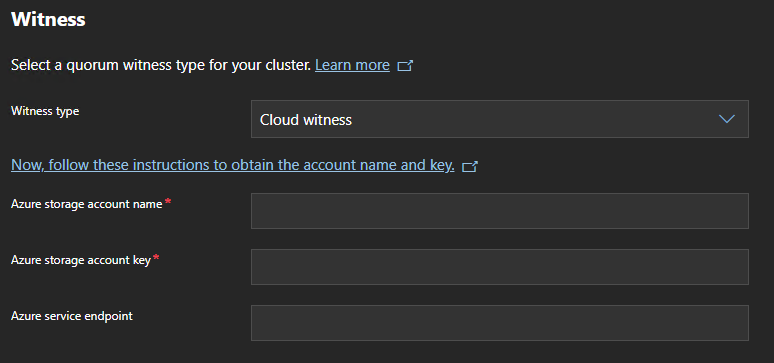 Witness
Select a quorum witness type for your cluster. Learn more
Witness type
Cloud witness
Now, follow these instructions to obtain the account name and key.
Azure storage account name*
Azure storage account key*
Azure service endpoint